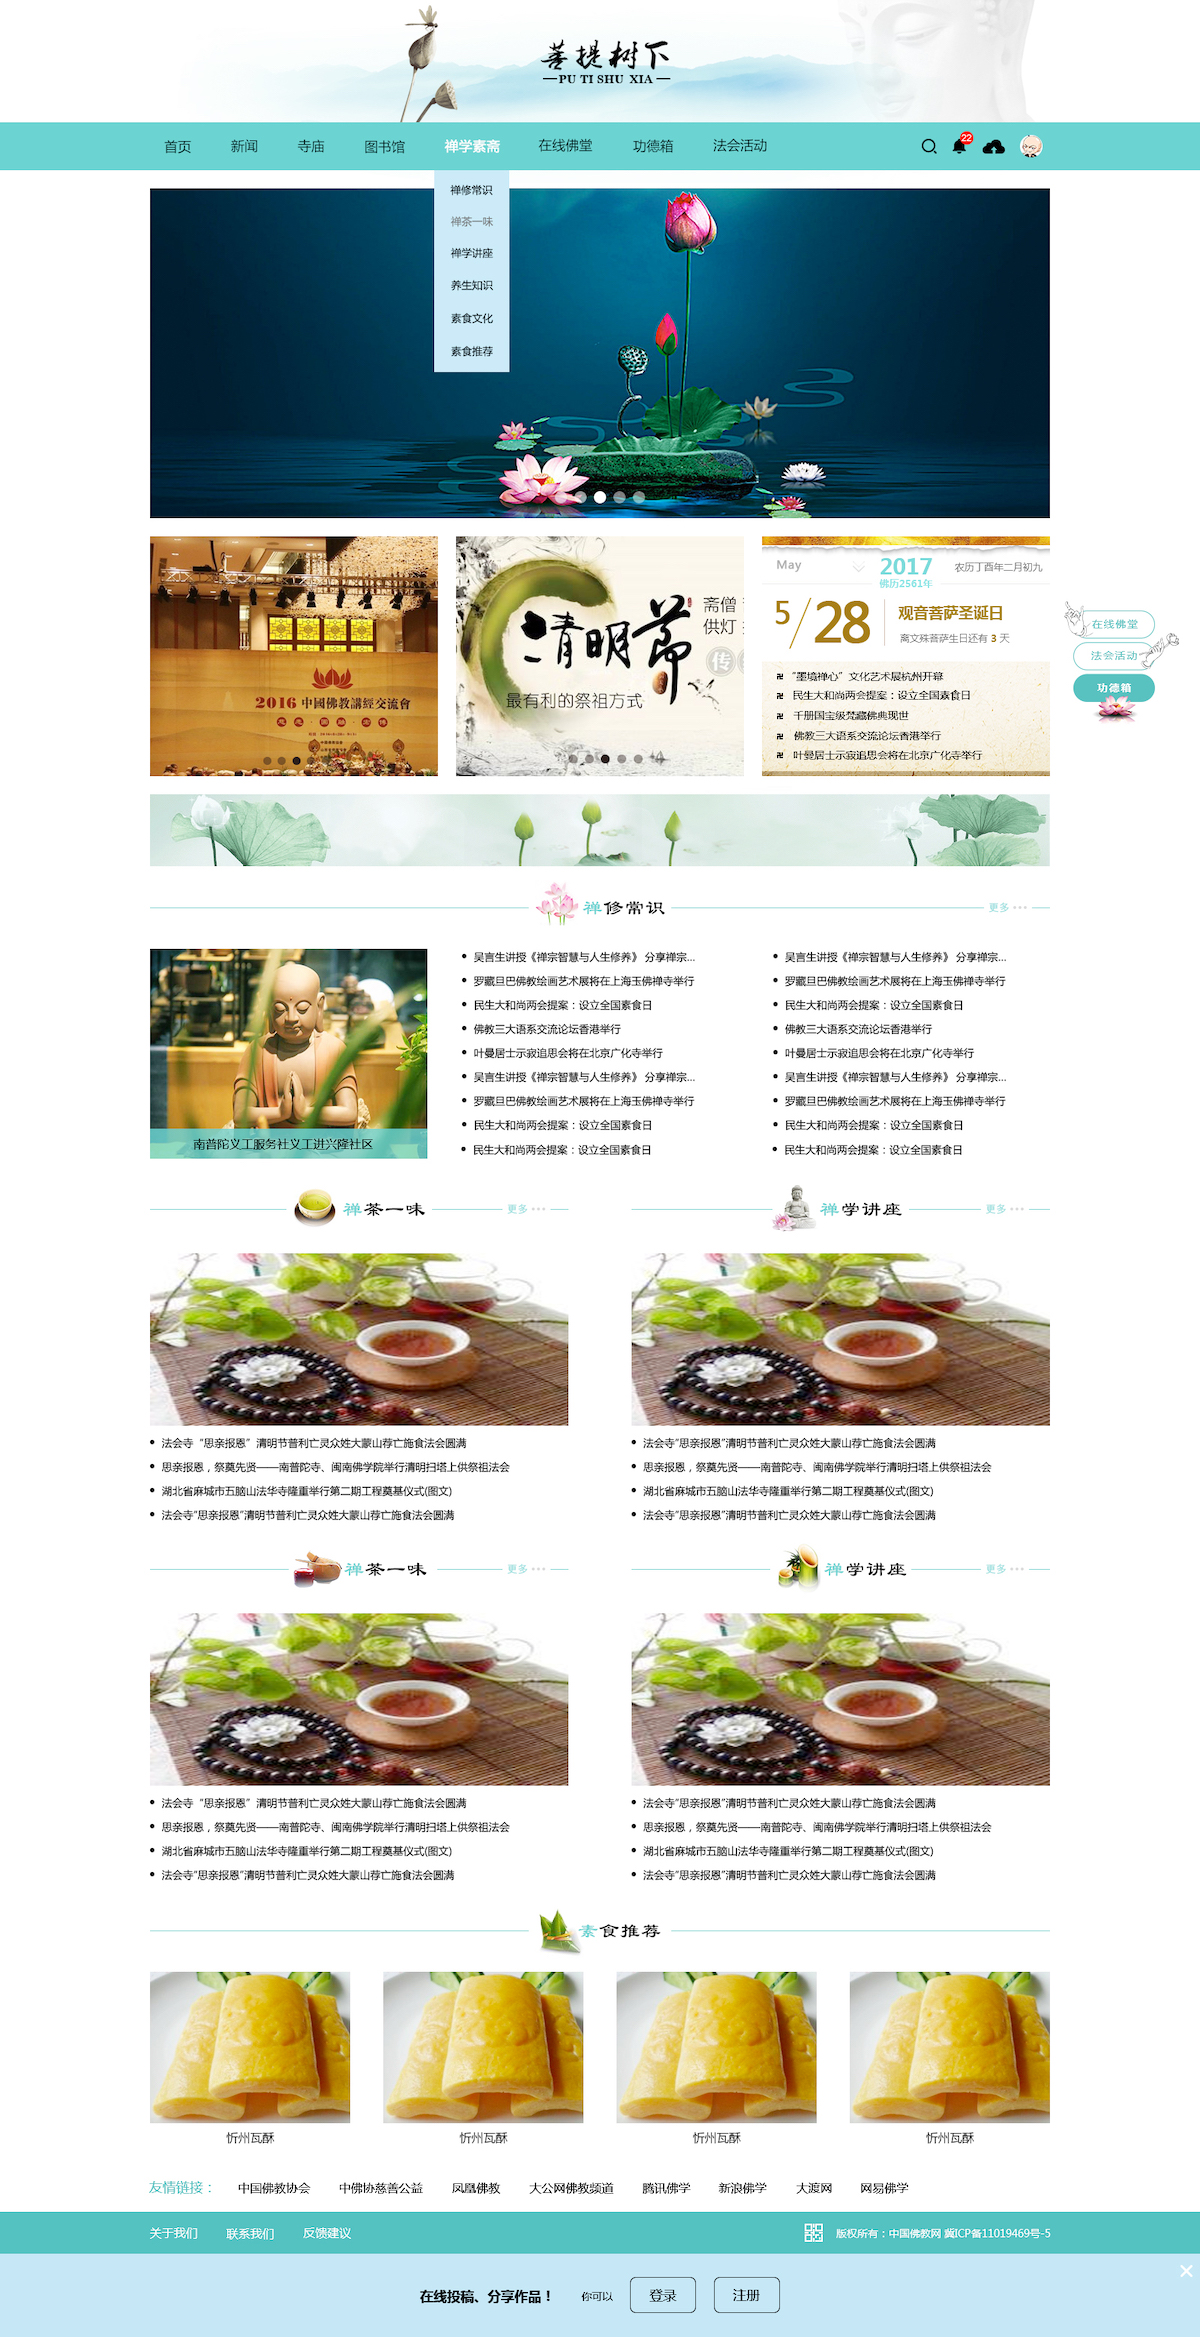 菩提树下
PU TI SHU XIA
首页 新闻 寺庙 图书馆 禅学素斋 在线佛堂 功德箱 法会活动
22
禅修常识
禅茶一味
禅学讲座
养生知识
素食文化
素食推荐
2016 中國佛教講經交流會
清明节
斋僧
供灯
传
最有利的祭祖方式
May 2017 农历丁酉年二月初九
佛历2561年
5/28 观音菩萨圣诞日
离文殊菩萨生日还有 3 天
卍 “墨境禅心”文化艺术展杭州开幕
卍 民生大和尚两会提案：设立全国素食日
卍 千册国宝级梵藏佛典现世
卍 佛教三大语系交流论坛香港举行
卍 叶曼居士示寂追思会将在北京广化寺举行
在线佛堂
法会活动
功德箱
禅修常识
更多
南普陀义工服务社义工进兴隆社区
吴言生讲授《禅宗智慧与人生修养》 分享禅宗...
罗藏旦巴佛教绘画艺术展将在上海玉佛禅寺举行
民生大和尚两会提案：设立全国素食日
佛教三大语系交流论坛香港举行
叶曼居士示寂追思会将在北京广化寺举行
吴言生讲授《禅宗智慧与人生修养》 分享禅宗...
罗藏旦巴佛教绘画艺术展将在上海玉佛禅寺举行
民生大和尚两会提案：设立全国素食日
民生大和尚两会提案：设立全国素食日
吴言生讲授《禅宗智慧与人生修养》 分享禅宗...
罗藏旦巴佛教绘画艺术展将在上海玉佛禅寺举行
民生大和尚两会提案：设立全国素食日
佛教三大语系交流论坛香港举行
叶曼居士示寂追思会将在北京广化寺举行
吴言生讲授《禅宗智慧与人生修养》 分享禅宗...
罗藏旦巴佛教绘画艺术展将在上海玉佛禅寺举行
民生大和尚两会提案：设立全国素食日
民生大和尚两会提案：设立全国素食日
禅茶一味
更多
法会寺“思亲报恩”清明节普利亡灵众姓大蒙山荐亡施食法会圆满
思亲报恩，祭奠先贤——南普陀寺、闽南佛学院举行清明扫塔上供祭祖法会
湖北省麻城市五脑山法华寺隆重举行第二期工程奠基仪式(图文)
法会寺“思亲报恩”清明节普利亡灵众姓大蒙山荐亡施食法会圆满
禅学讲座
更多
法会寺“思亲报恩”清明节普利亡灵众姓大蒙山荐亡施食法会圆满
思亲报恩，祭奠先贤——南普陀寺、闽南佛学院举行清明扫塔上供祭祖法会
湖北省麻城市五脑山法华寺隆重举行第二期工程奠基仪式(图文)
法会寺“思亲报恩”清明节普利亡灵众姓大蒙山荐亡施食法会圆满
禅茶一味
更多
法会寺“思亲报恩”清明节普利亡灵众姓大蒙山荐亡施食法会圆满
思亲报恩，祭奠先贤——南普陀寺、闽南佛学院举行清明扫塔上供祭祖法会
湖北省麻城市五脑山法华寺隆重举行第二期工程奠基仪式(图文)
法会寺“思亲报恩”清明节普利亡灵众姓大蒙山荐亡施食法会圆满
禅学讲座
更多
法会寺“思亲报恩”清明节普利亡灵众姓大蒙山荐亡施食法会圆满
思亲报恩，祭奠先贤——南普陀寺、闽南佛学院举行清明扫塔上供祭祖法会
湖北省麻城市五脑山法华寺隆重举行第二期工程奠基仪式(图文)
法会寺“思亲报恩”清明节普利亡灵众姓大蒙山荐亡施食法会圆满
素食推荐
忻州瓦酥 忻州瓦酥 忻州瓦酥 忻州瓦酥
友情链接： 中国佛教协会 中佛协慈善公益 凤凰佛教 大公网佛教频道 腾讯佛学 新浪佛学 大渡网 网易佛学
关于我们 联系我们 反馈建议 版权所有：中国佛教网 冀ICP备11019469号-5
在线投稿、分享作品！ 你可以 登录 注册